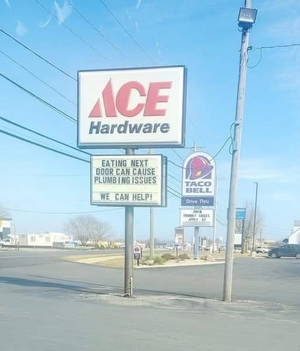 ACE
Hardware
EATING NEXT
DOOR CAN CAUSE
PLUMBING ISSUES
WE CAN HELP!
TACO
BELL
Drive Thru